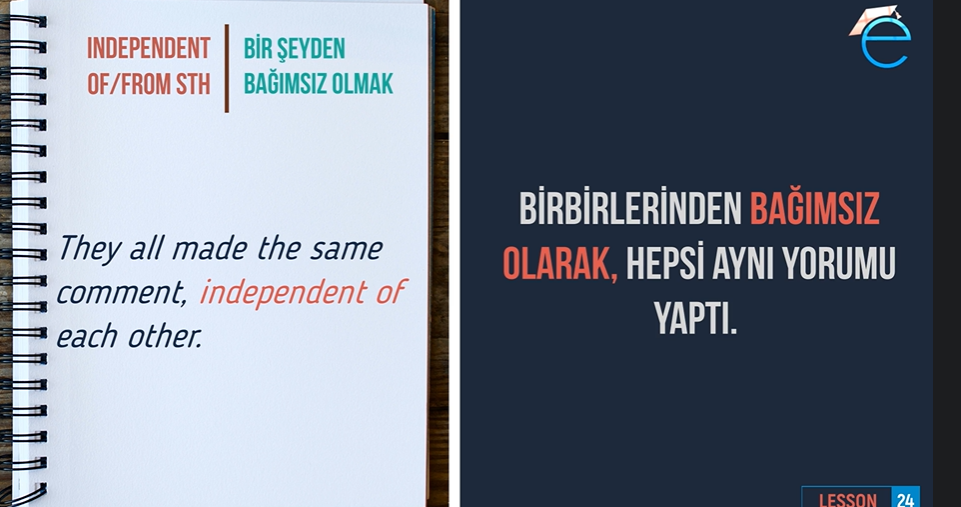 INDEPENDENT
OF/FROM STH
BİR ŞEYDEN
BAĞIMSIZ OLMAK
They all made the same
comment, independent of
each other.
e
BİRBİRLERİNDEN BAĞIMSIZ
OLARAK, HEPSİ AYNI YORUMU
YAPTI.
LESSON 24